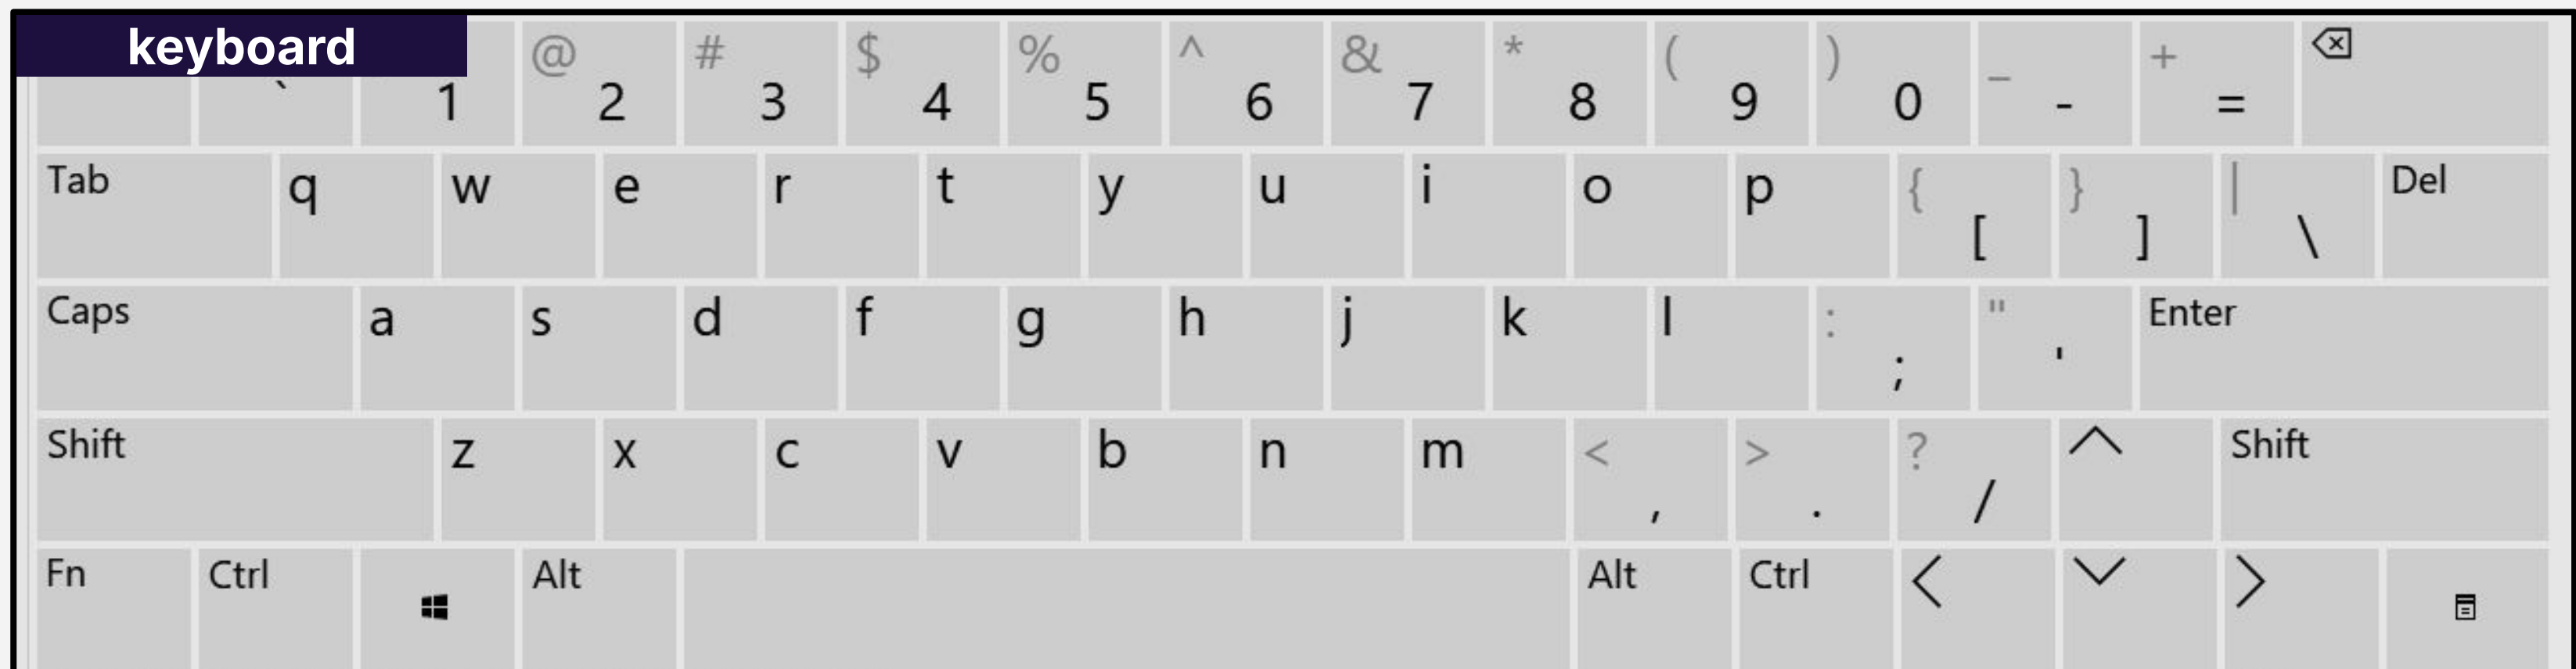 keyboard
` 1 @ 2 # 3 $ 4 % 5 ^ 6 & 7 * 8 ( 9 ) 0 _ - + =
Tab q w e r t y u i o p { [ } ] | \ Del
Caps a s d f g h j k l : ; " ' Enter
Shift z x c v b n m < , > . ? / Shift
Fn Ctrl Alt Alt Ctrl